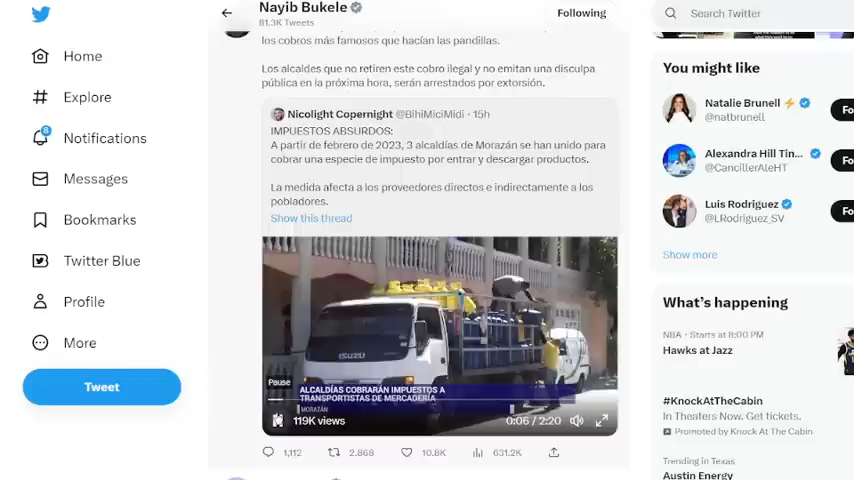 Nayib Bukele
81.3K Tweets
Following
Search Twitter
Home
Explore
8
Notifications
Messages
Bookmarks
Twitter Blue
Profile
More
Tweet
los cobros más famosos que hacían las pandillas.
Los alcaldes que no retiren este cobro ilegal y no emitan una disculpa
pública en la próxima hora, serán arrestados por extorsión.
Nicolight Copernight @BihiMiciMidi · 15h
IMPUESTOS ABSURDOS:
A partir de febrero de 2023, 3 alcaldías de Morazán se han unido para
cobrar una especie de impuesto por entrar y descargar productos.
La medida afecta a los proveedores directos e indirectamente a los
pobladores.
Show this thread
ISUZU
Pause
ALCALDÍAS COBRARÁN IMPUESTOS A
TRANSPORTISTAS DE MERCADERÍA
MORAZÁN
119K views
0:06 / 2:20
1,112
2,868
10.8K
631.2K
You might like
Natalie Brunell ⚡
@natbrunell
Fo
Alexandra Hill Tin...
@CancillerAleHT
Fo
Luis Rodriguez
@LRodriguez_SV
Fo
Show more
What's happening
NBA · Starts at 8:00 PM
Hawks at Jazz
#KnockAtTheCabin
In Theaters Now. Get tickets.
Promoted by Knock At The Cabin
Trending in Texas
Austin Energy